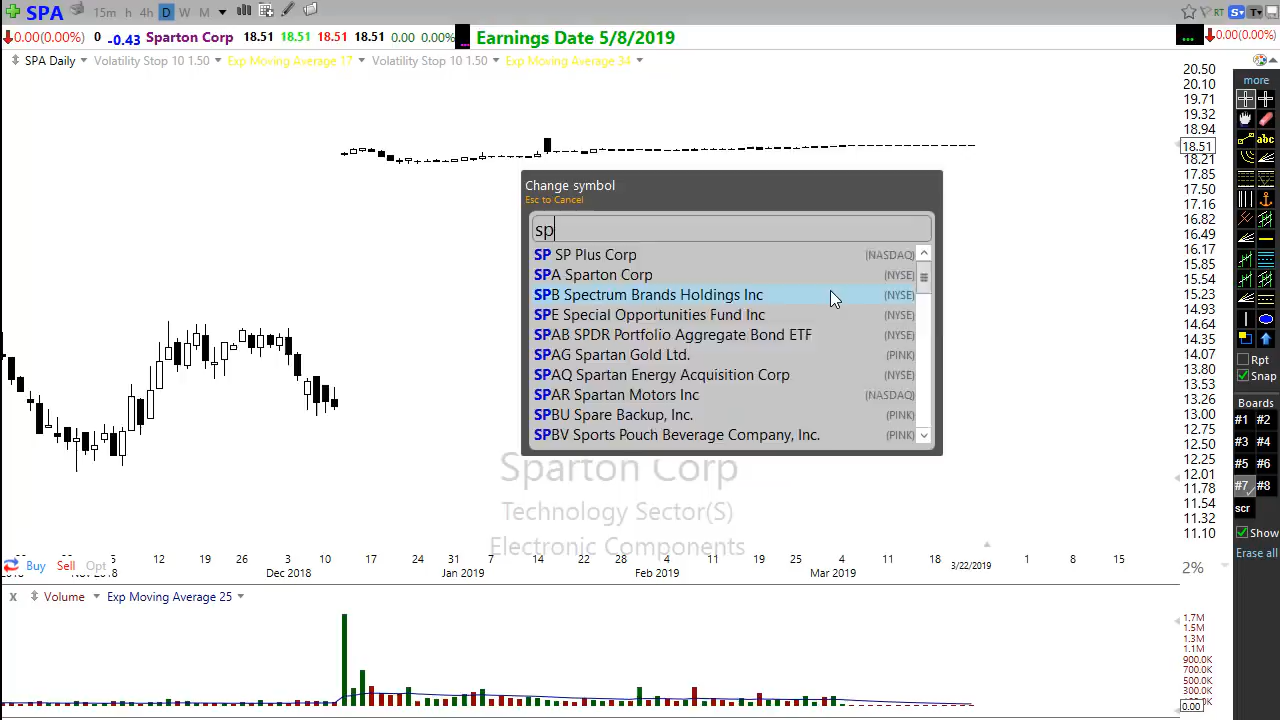 SPA 15m h 4h D W M RT S T
0.00(0.00%) 0 -0.43 Sparton Corp 18.51 18.51 18.51 18.51 0.00 0.00% ... Earnings Date 5/8/2019 ... 0.00(0.00%)
SPA Daily Volatility Stop 10 1.50 Exp Moving Average 17 Volatility Stop 10 1.50 Exp Moving Average 34
20.50
20.10
19.71
19.32
18.94
18.51
18.21
17.85
17.50
17.16
16.82
16.49
16.17
15.85
15.54
15.23
14.93
14.64
14.35
14.07
13.80
13.53
13.26
13.00
12.75
12.50
12.25
12.01
11.78
11.54
11.32
11.10
more
abc
Rpt
Snap
Boards
#1 #2
#3 #4
#5 #6
#7 #8
scr
Show
Erase all
Change symbol
Esc to Cancel
sp
SP SP Plus Corp (NASDAQ)
SPA Sparton Corp (NYSE)
SPB Spectrum Brands Holdings Inc (NYSE)
SPE Special Opportunities Fund Inc (NYSE)
SPAB SPDR Portfolio Aggregate Bond ETF (NYSE)
SPAG Spartan Gold Ltd. (PINK)
SPAQ Spartan Energy Acquisition Corp (NYSE)
SPAR Spartan Motors Inc (NASDAQ)
SPBU Spare Backup, Inc. (PINK)
SPBV Sports Pouch Beverage Company, Inc. (PINK)
Sparton Corp
Technology Sector(S)
Electronic Components
5 12 19 26 3 10 17 24 31 7 14 22 28 4 11 19 25 4 11 18 3/22/2019 1 8 15
Dec 2018 Jan 2019 Feb 2019 Mar 2019
Buy Sell Opt
2%
x Volume Exp Moving Average 25
1.7M
1.5M
1.3M
1.1M
900.0K
700.0K
500.0K
300.0K
0.00